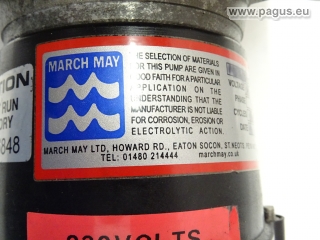 www.pagus.eu
MARCH MAY
THE SELECTION OF MATERIALS
FOR THIS PUMP ARE GIVEN IN
GOOD FAITH FOR A PARTICULAR
APPLICATION ON THE
UNDERSTANDING THAT THE
MANUFACTURER IS NOT LIABLE
FOR CORROSION, EROSION OR
ELECTROLYTIC ACTION.
MARCH MAY LTD, HOWARD RD., EATON SOCON, ST. NEOTS,
TEL: 01480 214444 marchmay.co.uk
RUN
DRY
VOLTS